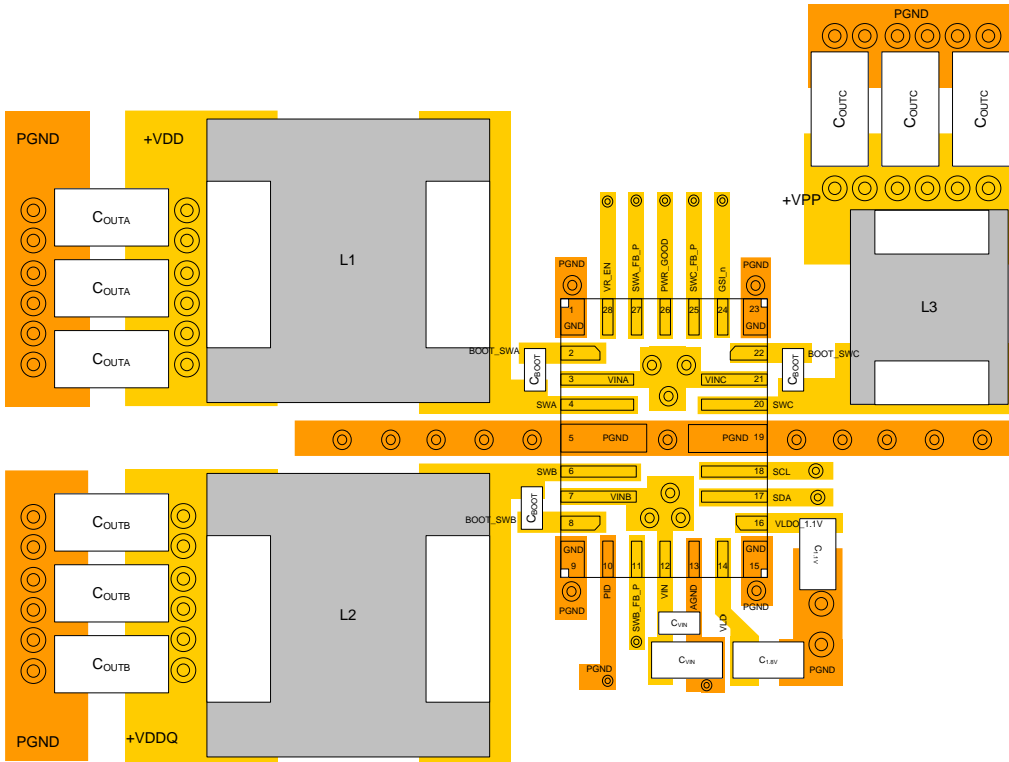 PGND
COUTC
COUTC
COUTC
+VPP
L3
PGND
+VDD
COUTA
COUTA
COUTA
L1
VR_EN
SWA_FB_P
PWR_GOOD
SWC_FB_P
GSI_n
PGND
PGND
1
GND
28
27
26
25
24
23
GND
BOOT_SWA
2
22
BOOT_SWC
CBOOT
CBOOT
3
VINA
VINC
21
SWA
4
20
SWC
5
PGND
PGND
19
SWB
6
18
SCL
CBOOT
7
VINB
17
SDA
BOOT_SWB
8
16
VLDO_1.1V
C1.1V
GND
9
10
11
12
13
14
GND
15
PGND
PID
SWB_FB_P
VIN
AGND
VLD
PGND
CVIN
CVIN
C1.8V
PGND
PGND
PGND
COUTB
COUTB
COUTB
L2
PGND
+VDDQ